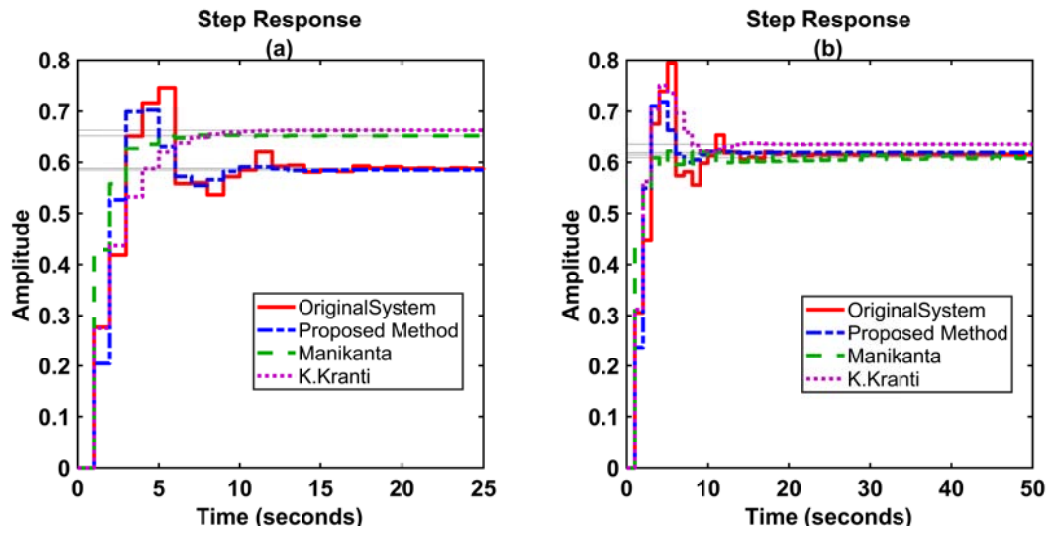 Step Response
(a)
0.8
0.7
0.6
0.5
0.4
0.3
0.2
0.1
0
Amplitude
OriginalSystem
Proposed Method
Manikanta
K.Kranti
0 5 10 15 20 25
Time (seconds)
Step Response
(b)
0.8
0.7
0.6
0.5
0.4
0.3
0.2
0.1
0
Amplitude
OriginalSystem
Proposed Method
Manikanta
K.Kranti
0 10 20 30 40 50
Time (seconds)